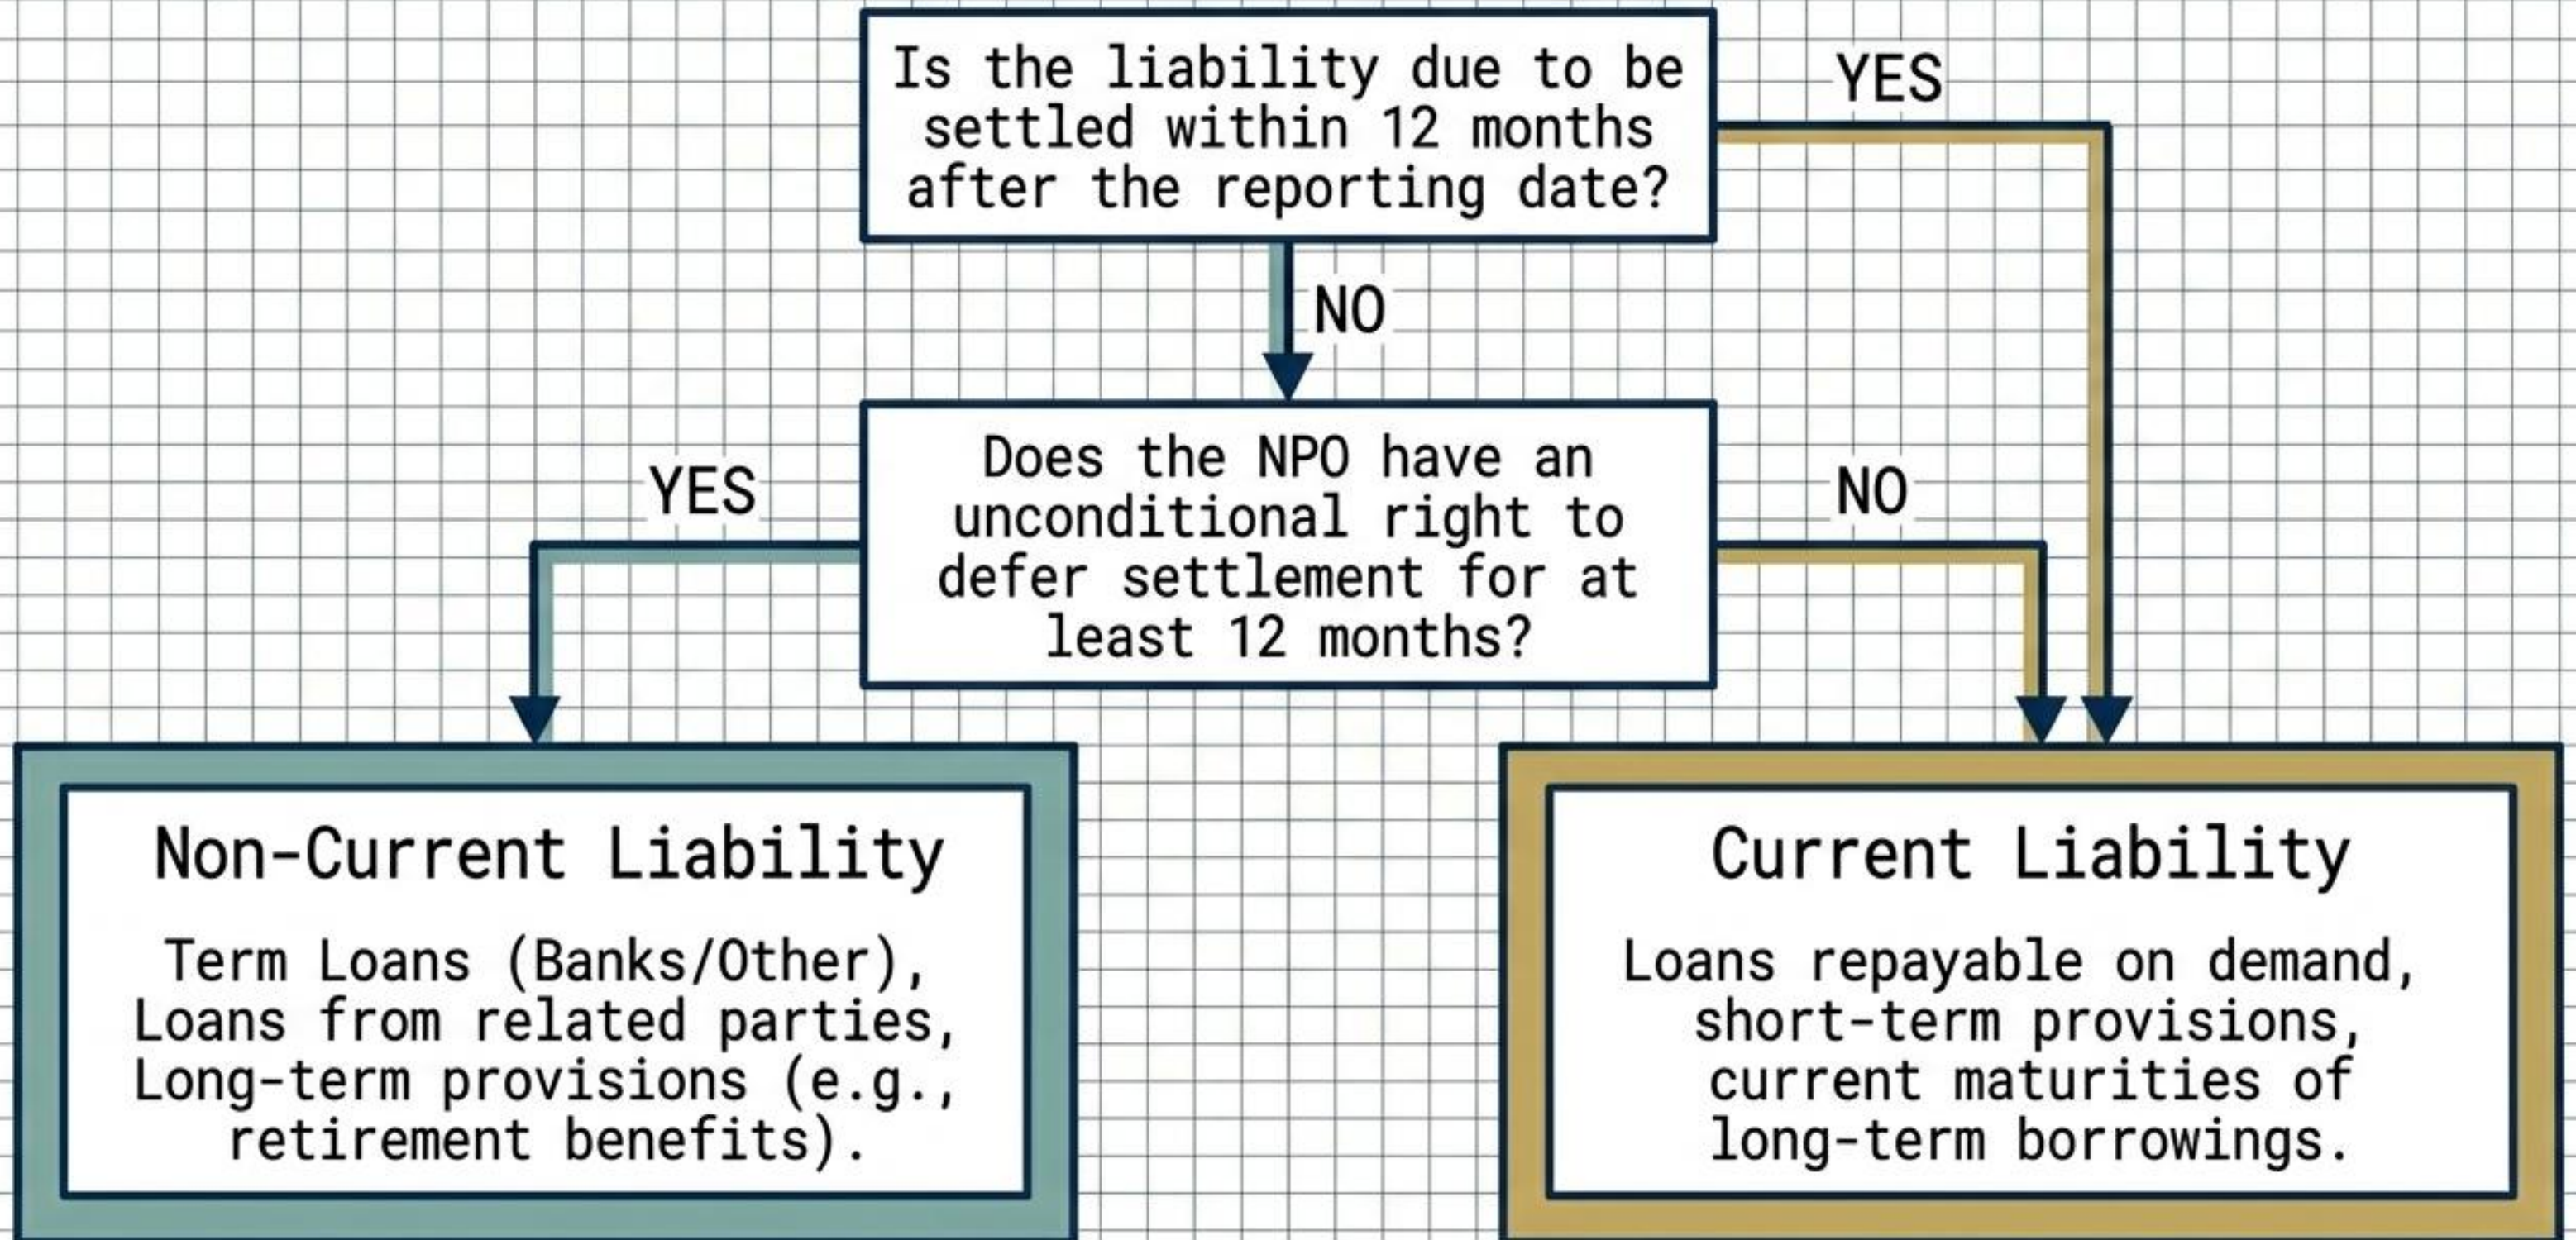 Is the liability due to be
settled within 12 months
after the reporting date?
YES
NO
Does the NPO have an
unconditional right to
defer settlement for at
least 12 months?
YES
NO
Non-Current Liability
Term Loans (Banks/Other),
Loans from related parties,
Long-term provisions (e.g.,
retirement benefits).
Current Liability
Loans repayable on demand,
short-term provisions,
current maturities of
long-term borrowings.